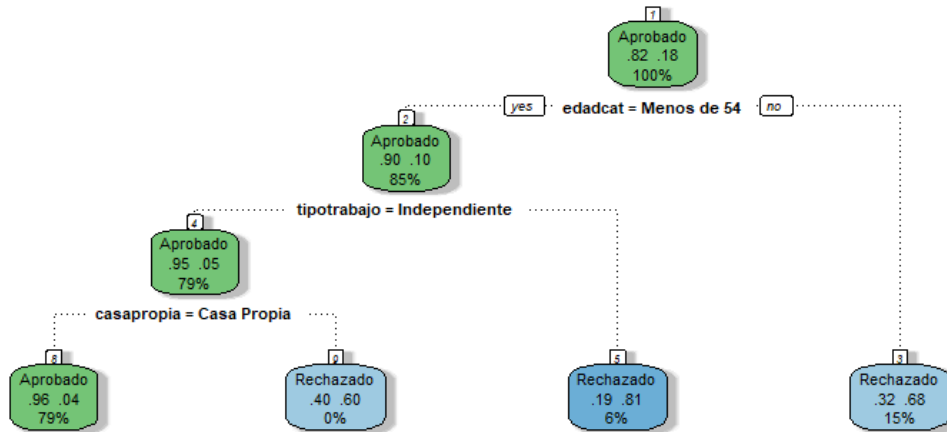 1
Aprobado
.82 .18
100%
yes edadcat = Menos de 54 no
2
Aprobado
.90 .10
85%
tipotrabajo = Independiente
4
Aprobado
.95 .05
79%
casapropia = Casa Propia
8
Aprobado
.96 .04
79%
9
Rechazado
.40 .60
0%
5
Rechazado
.19 .81
6%
3
Rechazado
.32 .68
15%